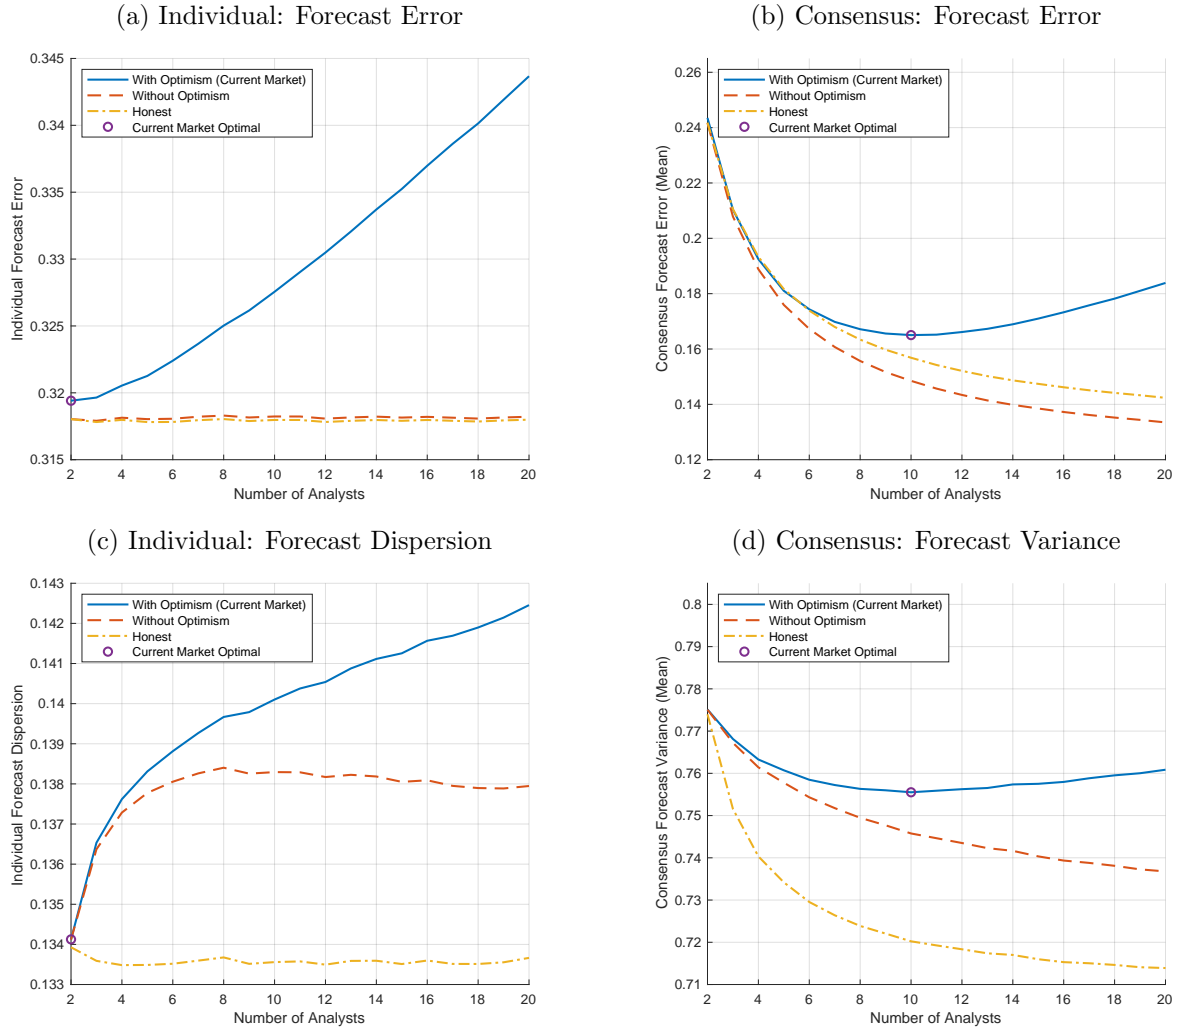 (a) Individual: Forecast Error
0.345
0.34
0.335
0.33
0.325
0.32
0.315
Individual Forecast Error
With Optimism (Current Market)
Without Optimism
Honest
Current Market Optimal
2 4 6 8 10 12 14 16 18 20
Number of Analysts
(b) Consensus: Forecast Error
0.26
0.24
0.22
0.2
0.18
0.16
0.14
0.12
Consensus Forecast Error (Mean)
With Optimism (Current Market)
Without Optimism
Honest
Current Market Optimal
2 4 6 8 10 12 14 16 18 20
Number of Analysts
(c) Individual: Forecast Dispersion
0.143
0.142
0.141
0.14
0.139
0.138
0.137
0.136
0.135
0.134
0.133
Individual Forecast Dispersion
With Optimism (Current Market)
Without Optimism
Honest
Current Market Optimal
2 4 6 8 10 12 14 16 18 20
Number of Analysts
(d) Consensus: Forecast Variance
0.8
0.79
0.78
0.77
0.76
0.75
0.74
0.73
0.72
0.71
Consensus Forecast Variance (Mean)
With Optimism (Current Market)
Without Optimism
Honest
Current Market Optimal
2 4 6 8 10 12 14 16 18 20
Number of Analysts